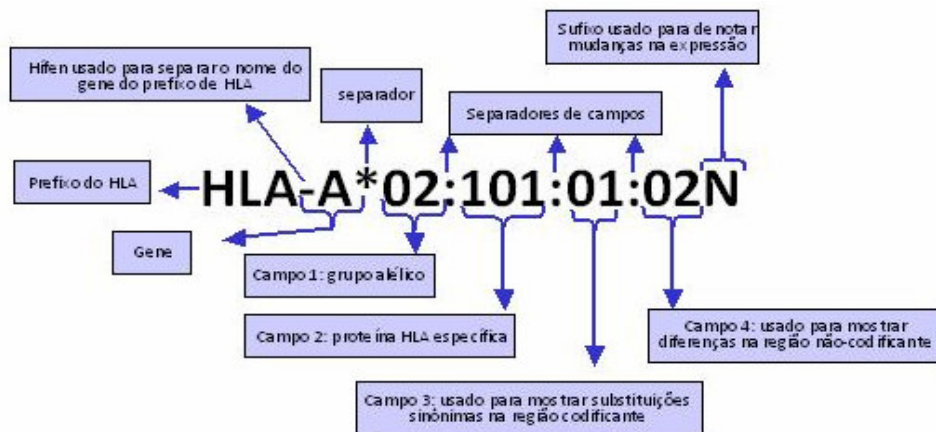 Sufixo usado para denotar
mudanças na expressão
Hífen usado para separar o nome do
gene do prefixo de HLA
separador
Separadores de campos
Prefixo do HLA
HLA-A*02:101:01:02N
Gene
Campo 1: grupo alélico
Campo 2: proteína HLA específica
Campo 4: usado para mostrar
diferenças na região não-codificante
Campo 3: usado para mostrar substituições
sinônimas na região codificante